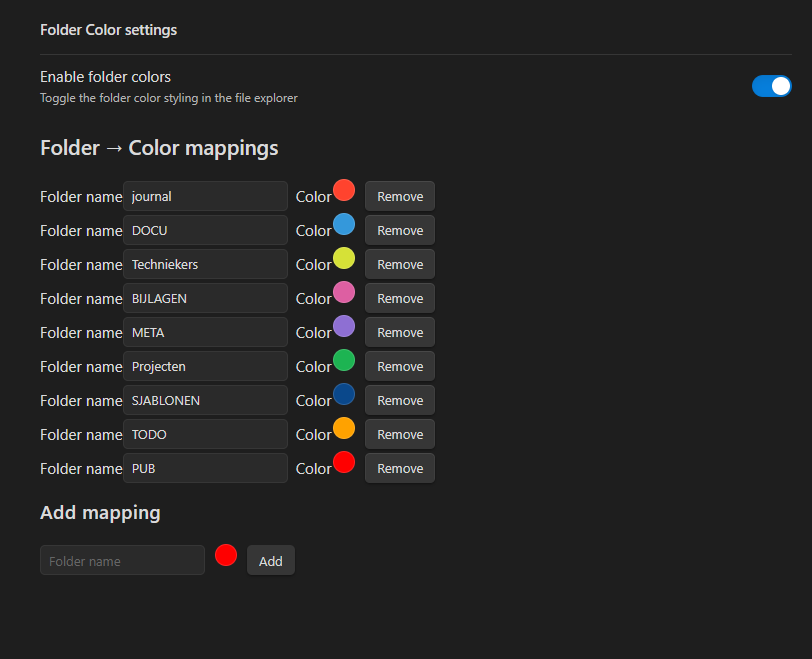 Folder Color settings
Enable folder colors
Toggle the folder color styling in the file explorer
Folder → Color mappings
Folder name journal Color Remove
Folder name DOCU Color Remove
Folder name Techniekers Color Remove
Folder name BIJLAGEN Color Remove
Folder name META Color Remove
Folder name Projecten Color Remove
Folder name SJABLONEN Color Remove
Folder name TODO Color Remove
Folder name PUB Color Remove
Add mapping
Folder name Add